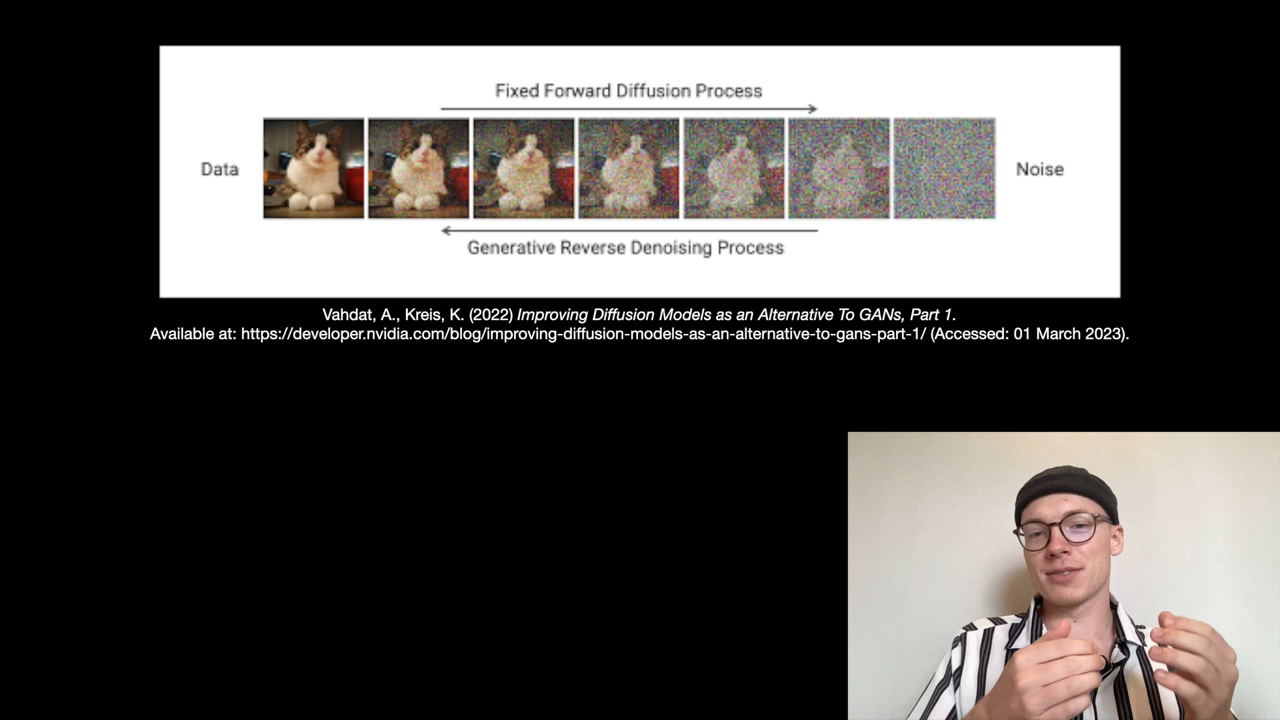 Fixed Forward Diffusion Process
Data
Noise
Generative Reverse Denoising Process
Vahdat, A., Kreis, K. (2022) Improving Diffusion Models as an Alternative To GANs, Part 1.
Available at: https://developer.nvidia.com/blog/improving-diffusion-models-as-an-alternative-to-gans-part-1/ (Accessed: 01 March 2023).